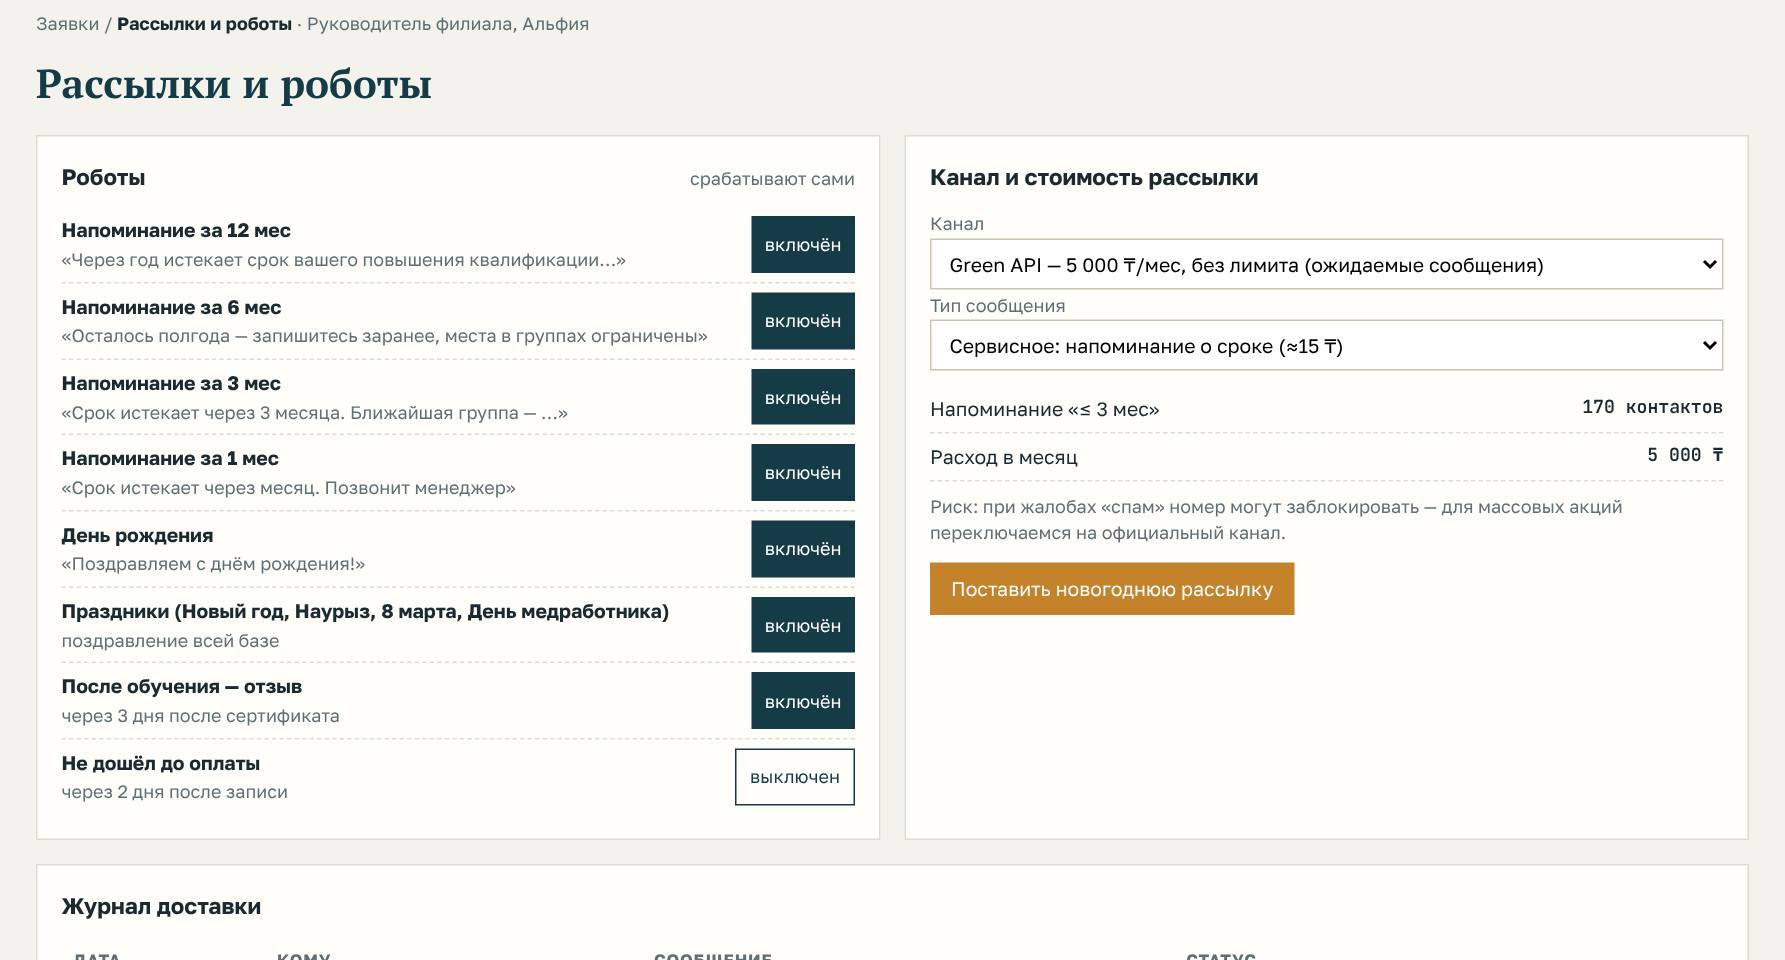 Заявки / Рассылки и роботы · Руководитель филиала, Альфия
Рассылки и роботы
Роботы
срабатывают сами
Напоминание за 12 мес
«Через год истекает срок вашего повышения квалификации…»
включён
Напоминание за 6 мес
«Осталось полгода — запишитесь заранее, места в группах ограничены»
включён
Напоминание за 3 мес
«Срок истекает через 3 месяца. Ближайшая группа — …»
включён
Напоминание за 1 мес
«Срок истекает через месяц. Позвонит менеджер»
включён
День рождения
«Поздравляем с днём рождения!»
включён
Праздники (Новый год, Наурыз, 8 марта, День медработника)
поздравление всей базе
включён
После обучения — отзыв
через 3 дня после сертификата
включён
Не дошёл до оплаты
через 2 дня после записи
выключен
Канал и стоимость рассылки
Канал
Green API — 5 000 ₸/мес, без лимита (ожидаемые сообщения)
Тип сообщения
Сервисное: напоминание о сроке (≈15 ₸)
Напоминание «≤ 3 мес»
170 контактов
Расход в месяц
5 000 ₸
Риск: при жалобах «спам» номер могут заблокировать — для массовых акций
переключаемся на официальный канал.
Поставить новогоднюю рассылку
Журнал доставки
ДАТА КОМУ СООБЩЕНИЕ СТАТУС